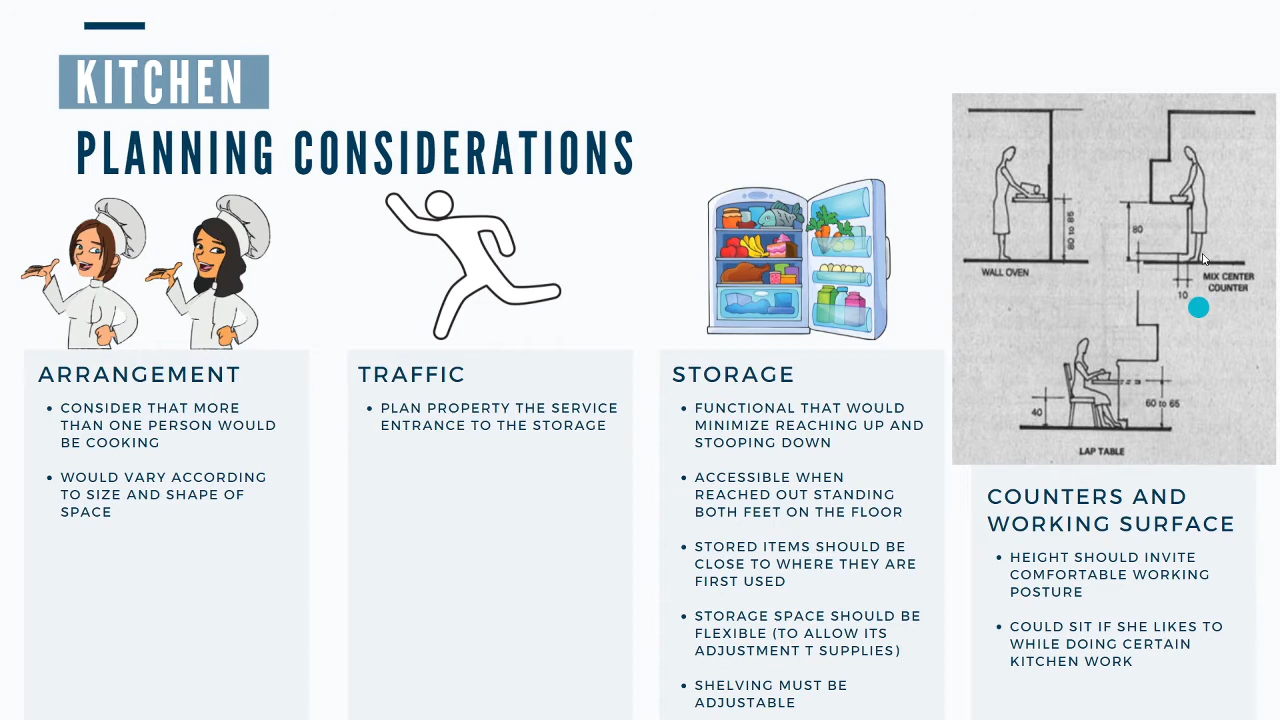 KITCHEN
PLANNING CONSIDERATIONS
ARRANGEMENT
• CONSIDER THAT MORE
THAN ONE PERSON WOULD
BE COOKING
• WOULD VARY ACCORDING
TO SIZE AND SHAPE OF
SPACE
TRAFFIC
• PLAN PROPERTY THE SERVICE
ENTRANCE TO THE STORAGE
STORAGE
• FUNCTIONAL THAT WOULD
MINIMIZE REACHING UP AND
STOOPING DOWN
• ACCESSIBLE WHEN
REACHED OUT STANDING
BOTH FEET ON THE FLOOR
• STORED ITEMS SHOULD BE
CLOSE TO WHERE THEY ARE
FIRST USED
• STORAGE SPACE SHOULD BE
FLEXIBLE (TO ALLOW ITS
ADJUSTMENT T SUPPLIES)
• SHELVING MUST BE
ADJUSTABLE
80 to 85
WALL OVEN
80
10
MIX CENTER
COUNTER
40
60 to 65
LAP TABLE
COUNTERS AND
WORKING SURFACE
• HEIGHT SHOULD INVITE
COMFORTABLE WORKING
POSTURE
• COULD SIT IF SHE LIKES TO
WHILE DOING CERTAIN
KITCHEN WORK